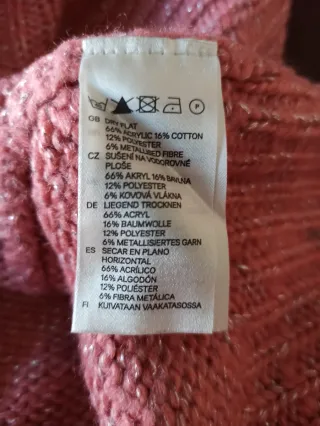 P
GB DRY FLAT
66% ACRYLIC 16% COTTON
12% POLYESTER
6% METALLISED FIBRE
CZ SUŠENÍ NA VODOROVNÉ
PLOŠE
66% AKRYL 16% BAVLNA
12% POLYESTER
6% KOVOVÁ VLÁKNA
DE LIEGEND TROCKNEN
66% ACRYL
16% BAUMWOLLE
12% POLYESTER
6% METALLISIERTES GARN
ES SECAR EN PLANO
HORIZONTAL
66% ACRÍLICO
16% ALGODÓN
12% POLIÉSTER
6% FIBRA METÁLICA
FI KUIVATAAN VAAKATASOSSA